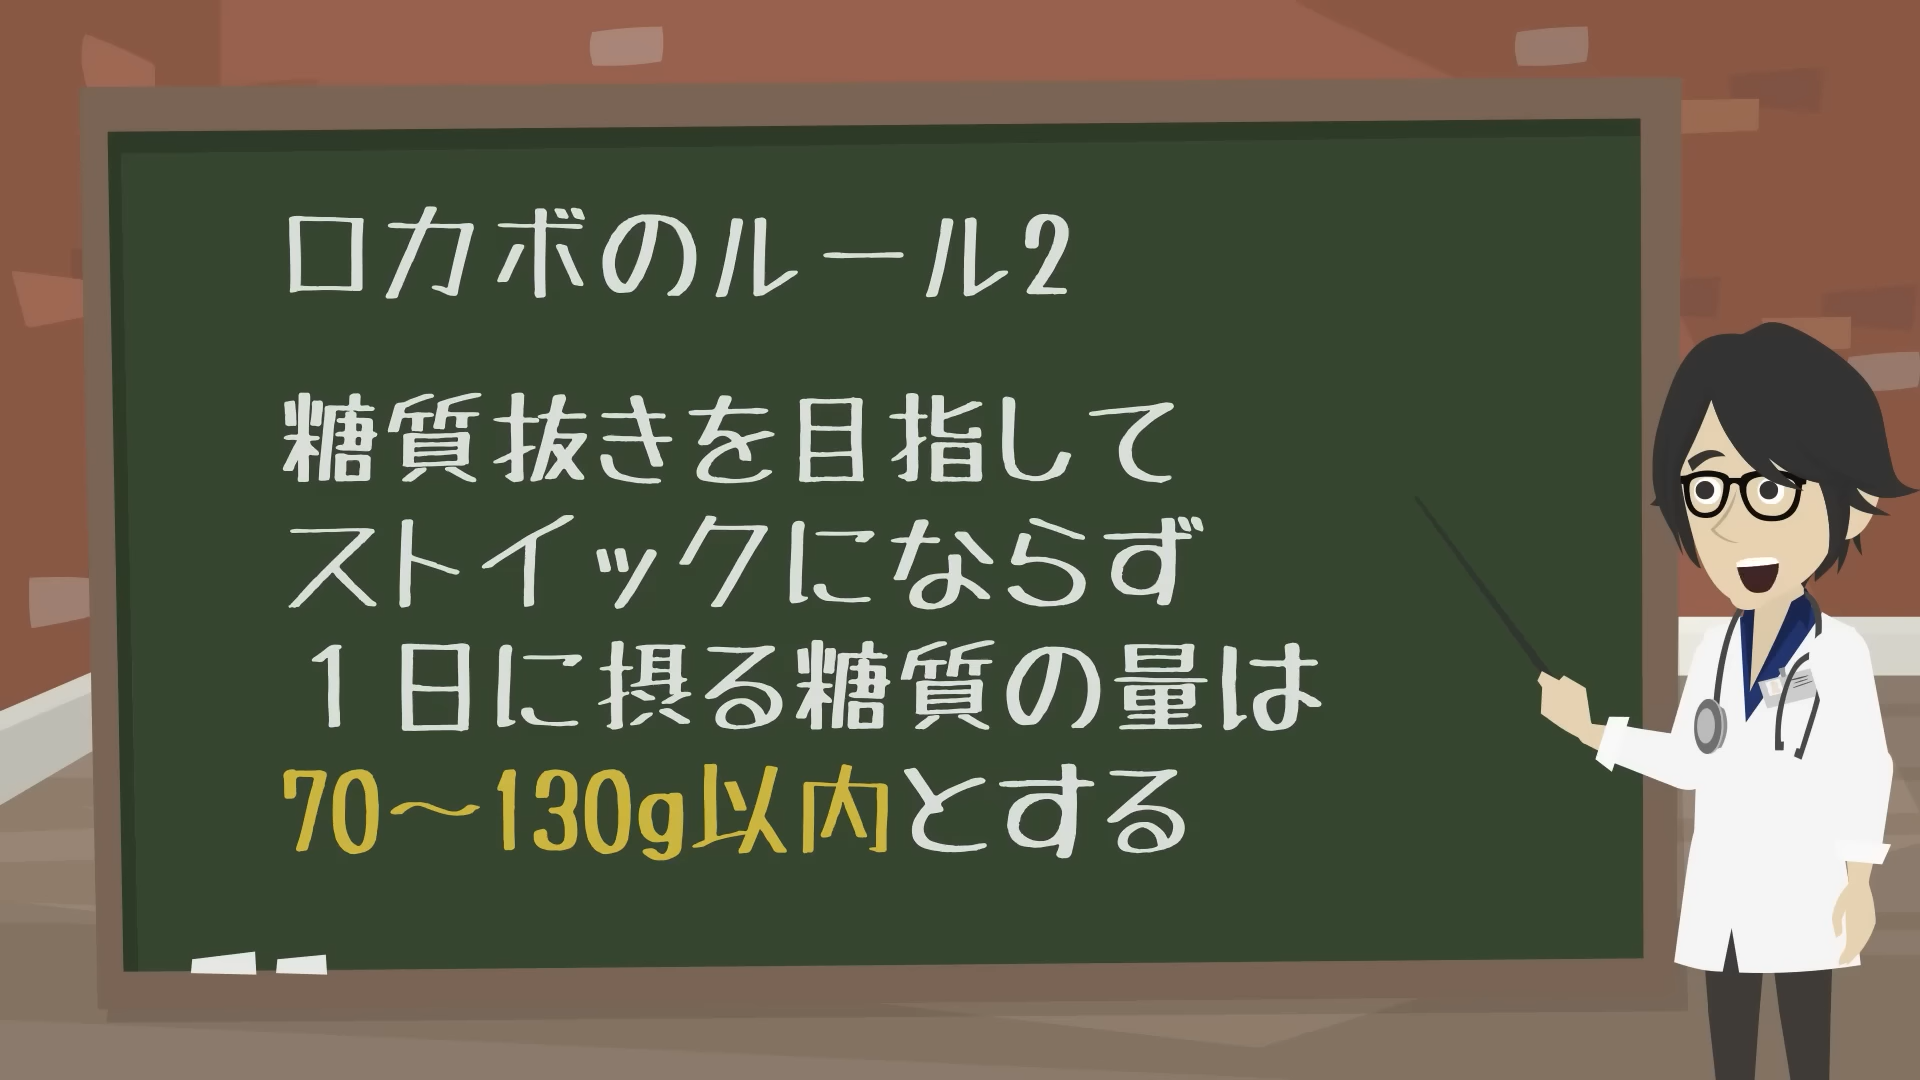 ロカボのルール2
糖質抜きを目指して
ストイックにならず
１日に摂る糖質の量は
70～130g以内とする